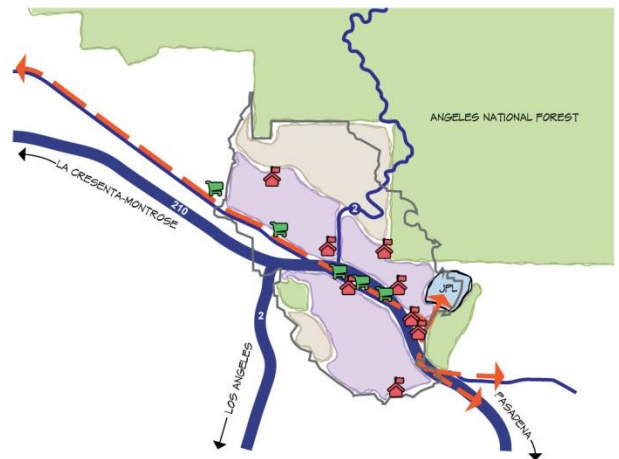 ANGELES NATIONAL FOREST
LA CRESENTA-MONTROSE
210
2
JPL
2
LOS ANGELES
PASADENA